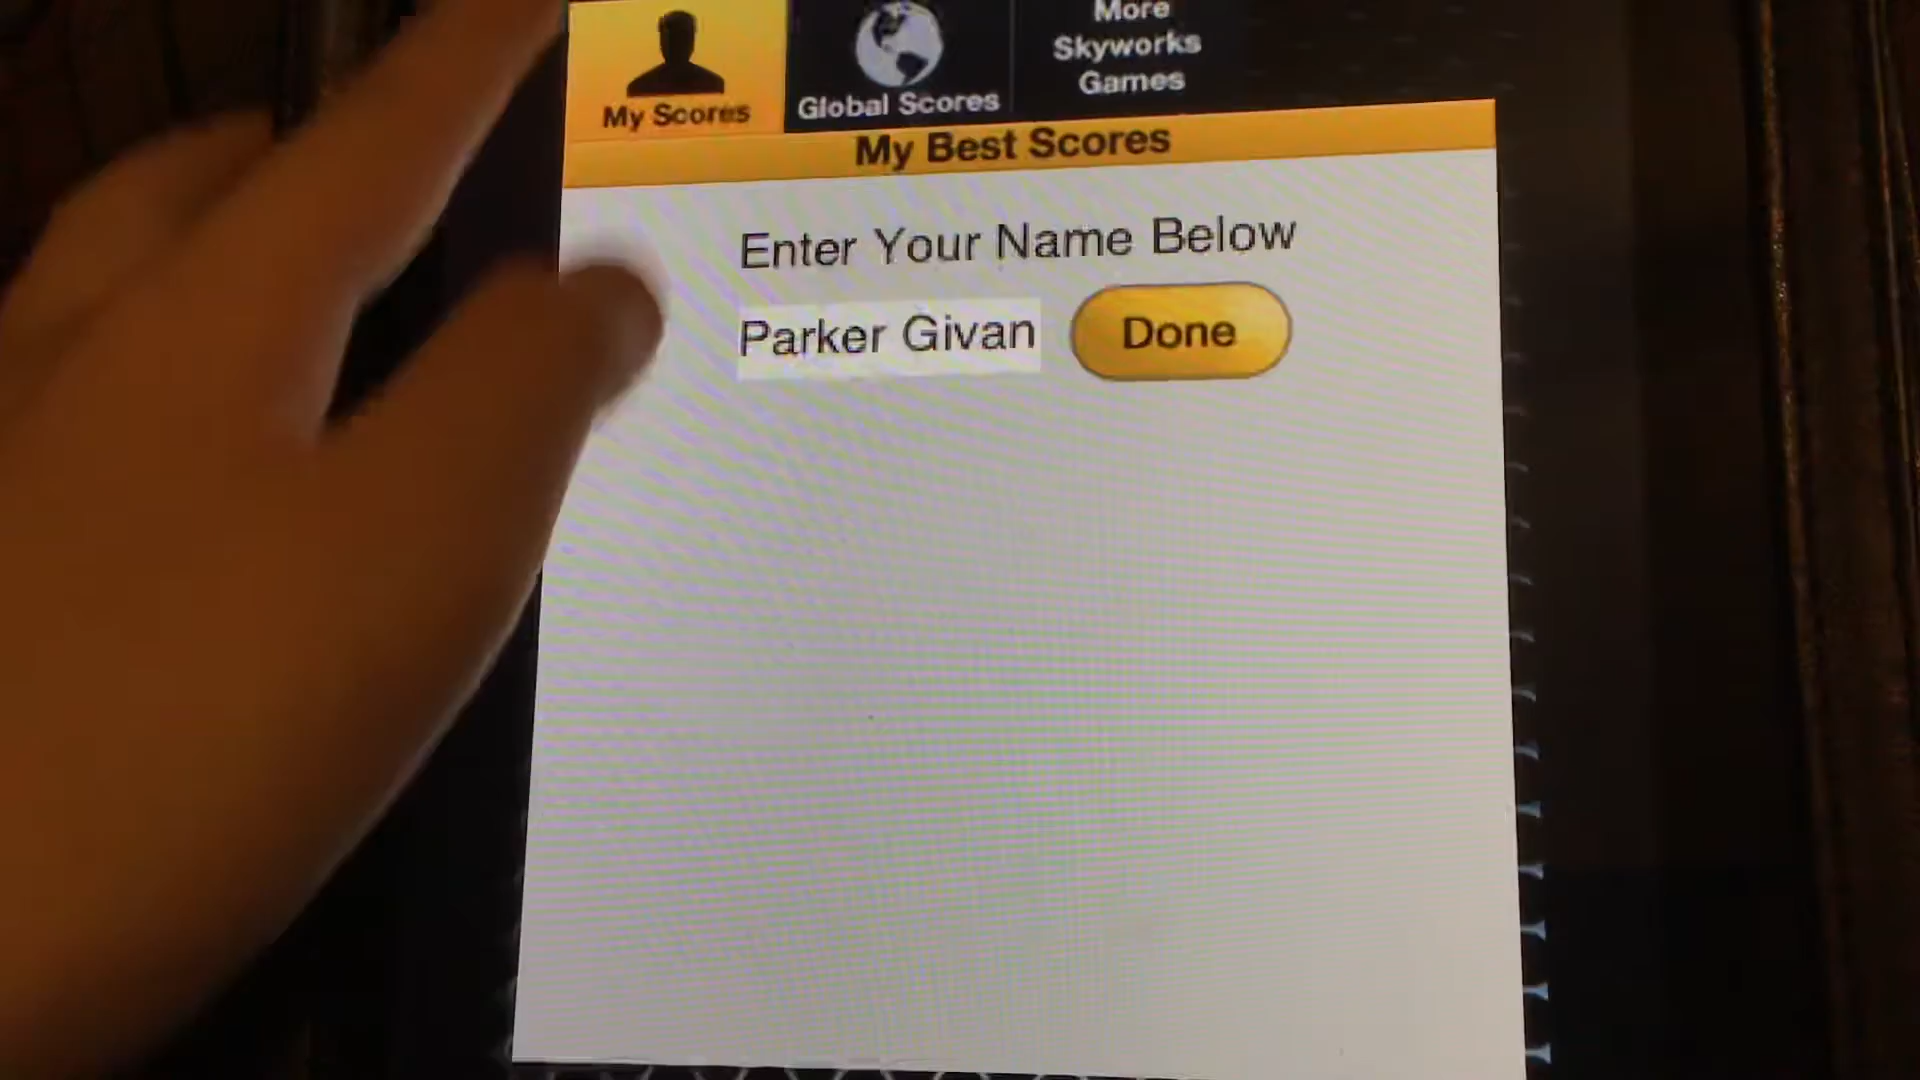 More
Skyworks
Games
My Scores
Global Scores
My Best Scores
Enter Your Name Below
Parker Givan
Done